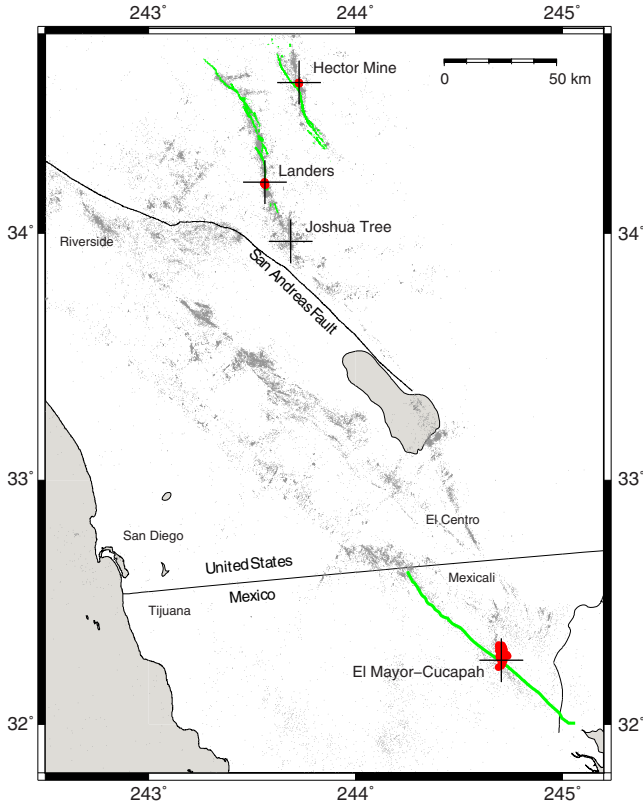 243° 244° 245°
Hector Mine
0 50 km
Landers
34° 34°
Joshua Tree
Riverside
San Andreas Fault
33° 33°
El Centro
San Diego
United States
Mexicali
Mexico
Tijuana
El Mayor−Cucapah
32° 32°
243° 244° 245°